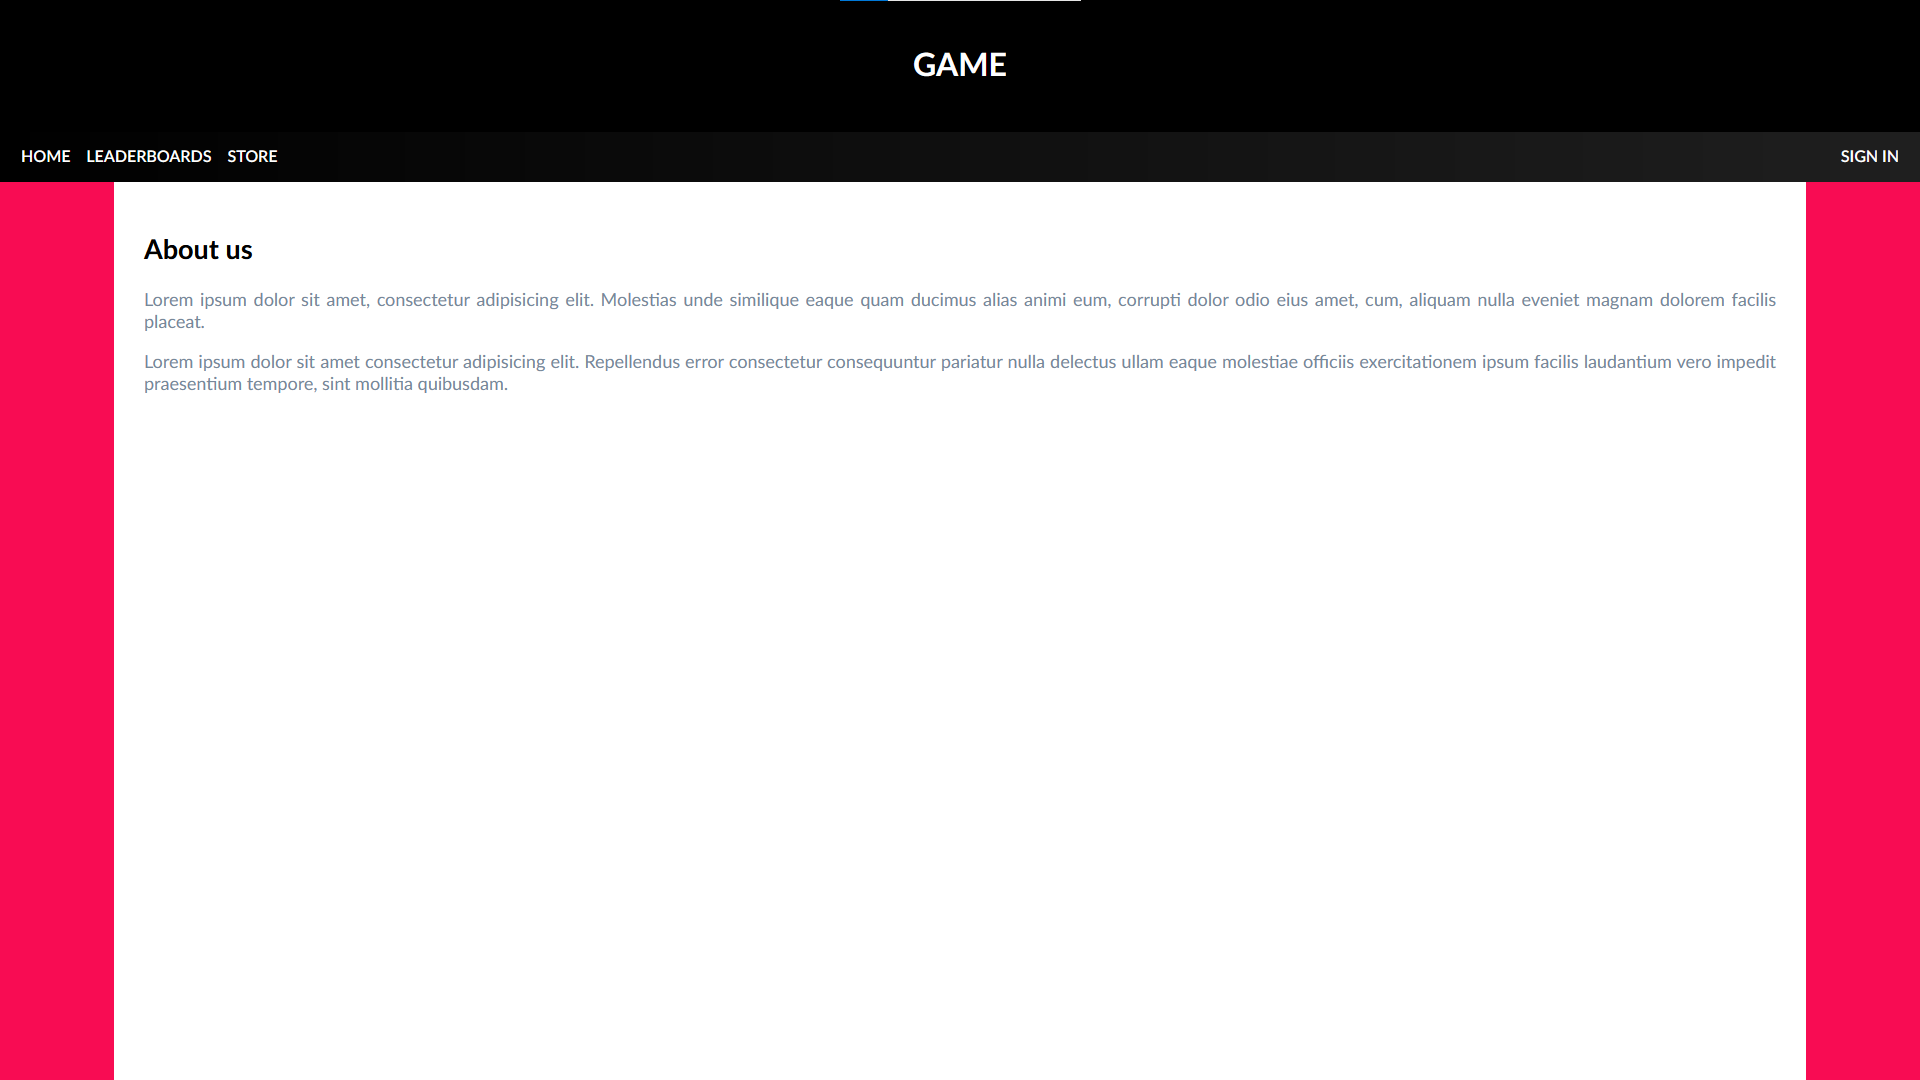 GAME
HOME LEADERBOARDS STORE SIGN IN
About us
Lorem ipsum dolor sit amet, consectetur adipisicing elit. Molestias unde similique eaque quam ducimus alias animi eum, corrupti dolor odio eius amet, cum, aliquam nulla eveniet magnam dolorem facilis
placeat.
Lorem ipsum dolor sit amet consectetur adipisicing elit. Repellendus error consectetur consequuntur pariatur nulla delectus ullam eaque molestiae officiis exercitationem ipsum facilis laudantium vero impedit
praesentium tempore, sint mollitia quibusdam.